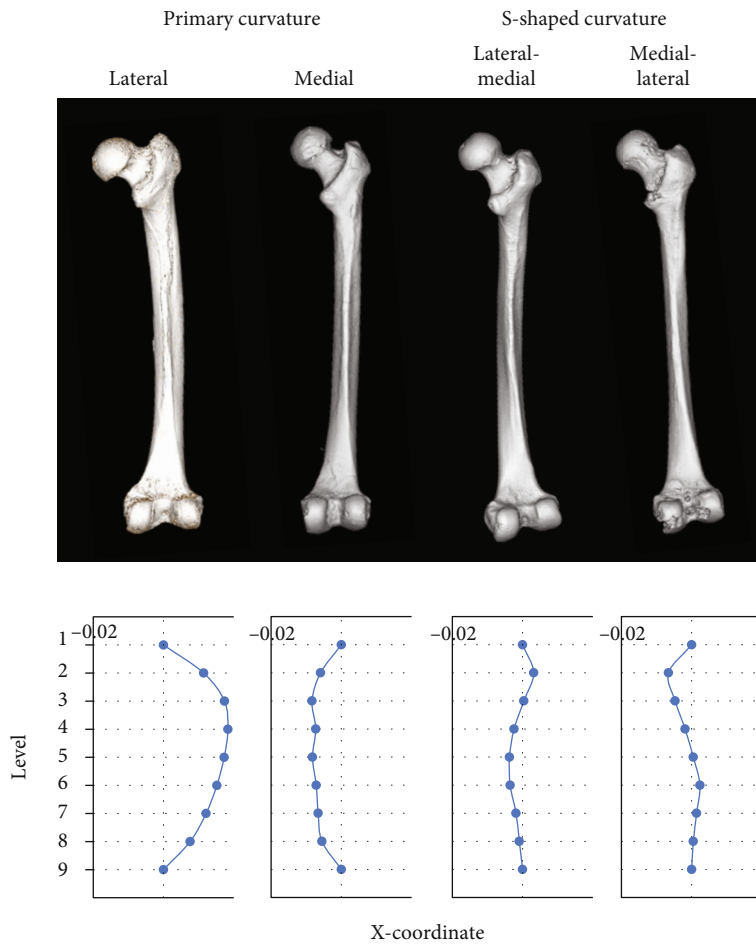 Primary curvature
S-shaped curvature
Lateral
Medial
Lateral-
medial
Medial-
lateral
−0.02
−0.02
−0.02
−0.02
1
2
3
4
5
6
7
8
9
Level
X-coordinate